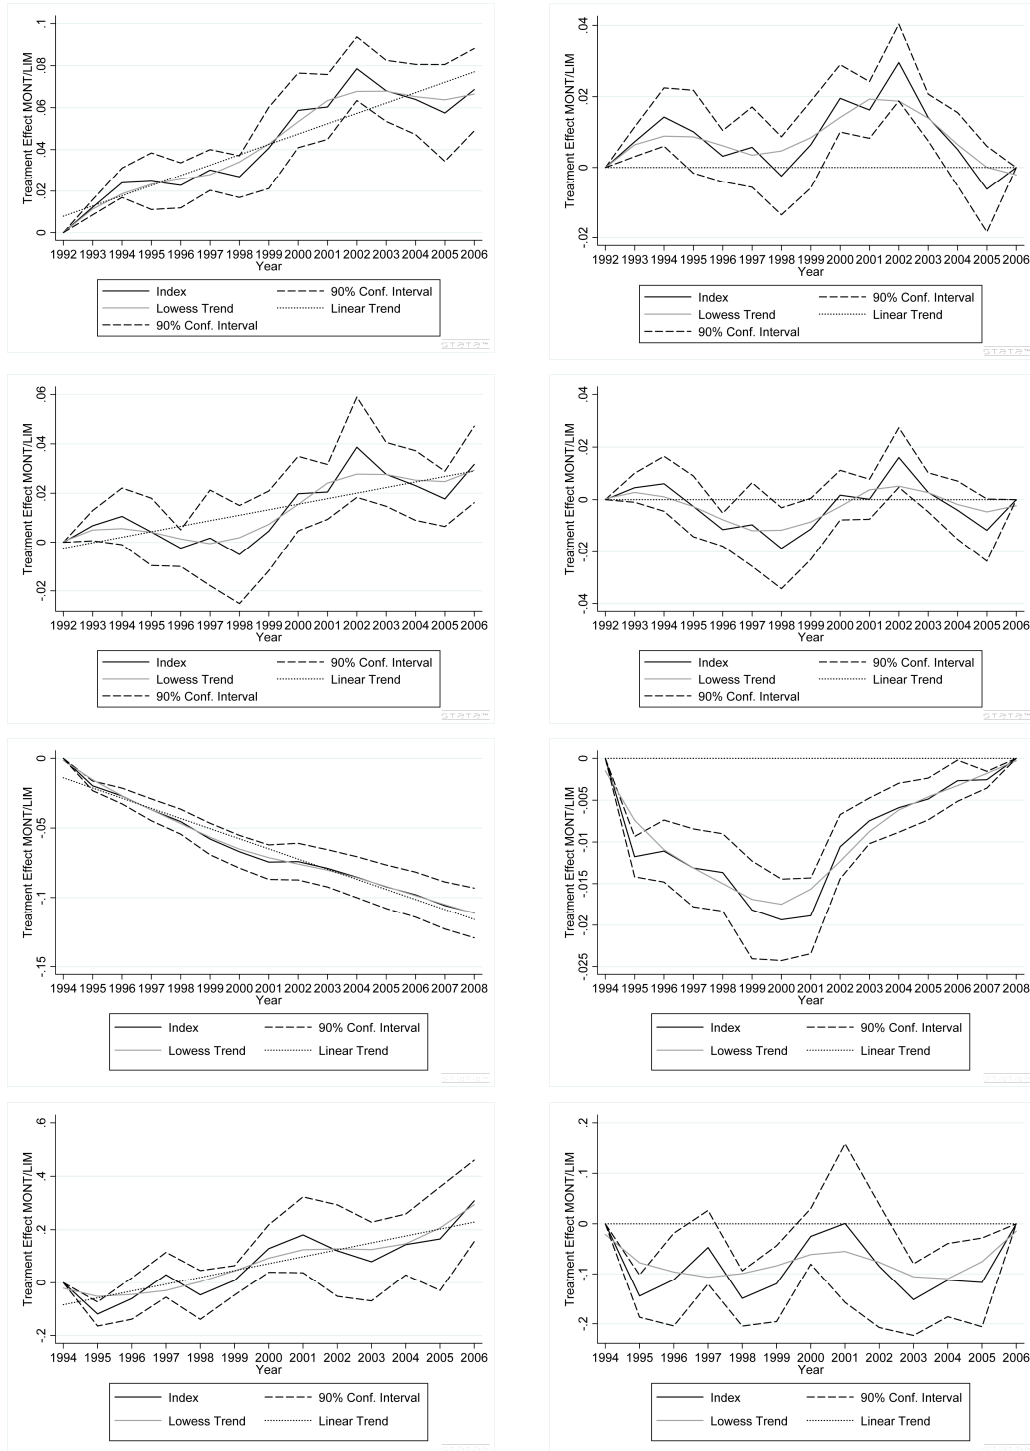 Treatment Effect MONT/LIM
.1
.08
.06
.04
.02
0
1992 1993 1994 1995 1996 1997 1998 1999 2000 2001 2002 2003 2004 2005 2006
Year
Index
90% Conf. Interval
Lowess Trend
Linear Trend
90% Conf. Interval
STATA™
Treatment Effect MONT/LIM
.04
.02
0
-.02
1992 1993 1994 1995 1996 1997 1998 1999 2000 2001 2002 2003 2004 2005 2006
Year
Index
90% Conf. Interval
Lowess Trend
Linear Trend
90% Conf. Interval
STATA™
Treatment Effect MONT/LIM
.06
.04
.02
0
-.02
1992 1993 1994 1995 1996 1997 1998 1999 2000 2001 2002 2003 2004 2005 2006
Year
Index
90% Conf. Interval
Lowess Trend
Linear Trend
90% Conf. Interval
STATA™
Treatment Effect MONT/LIM
.04
.02
0
-.02
-.04
1992 1993 1994 1995 1996 1997 1998 1999 2000 2001 2002 2003 2004 2005 2006
Year
Index
90% Conf. Interval
Lowess Trend
Linear Trend
90% Conf. Interval
STATA™
Treatment Effect MONT/LIM
0
-.05
-.1
-.15
1994 1995 1996 1997 1998 1999 2000 2001 2002 2003 2004 2005 2006 2007 2008
Year
Index
90% Conf. Interval
Lowess Trend
Linear Trend
STATA™
Treatment Effect MONT/LIM
0
-.005
-.01
-.015
-.02
-.025
1994 1995 1996 1997 1998 1999 2000 2001 2002 2003 2004 2005 2006 2007 2008
Year
Index
90% Conf. Interval
Lowess Trend
Linear Trend
STATA™
Treatment Effect MONT/LIM
.6
.4
.2
0
-.2
1994 1995 1996 1997 1998 1999 2000 2001 2002 2003 2004 2005 2006
Year
Index
90% Conf. Interval
Lowess Trend
Linear Trend
Treatment Effect MONT/LIM
.2
.1
0
-.1
-.2
1994 1995 1996 1997 1998 1999 2000 2001 2002 2003 2004 2005 2006
Year
Index
90% Conf. Interval
Lowess Trend
Linear Trend